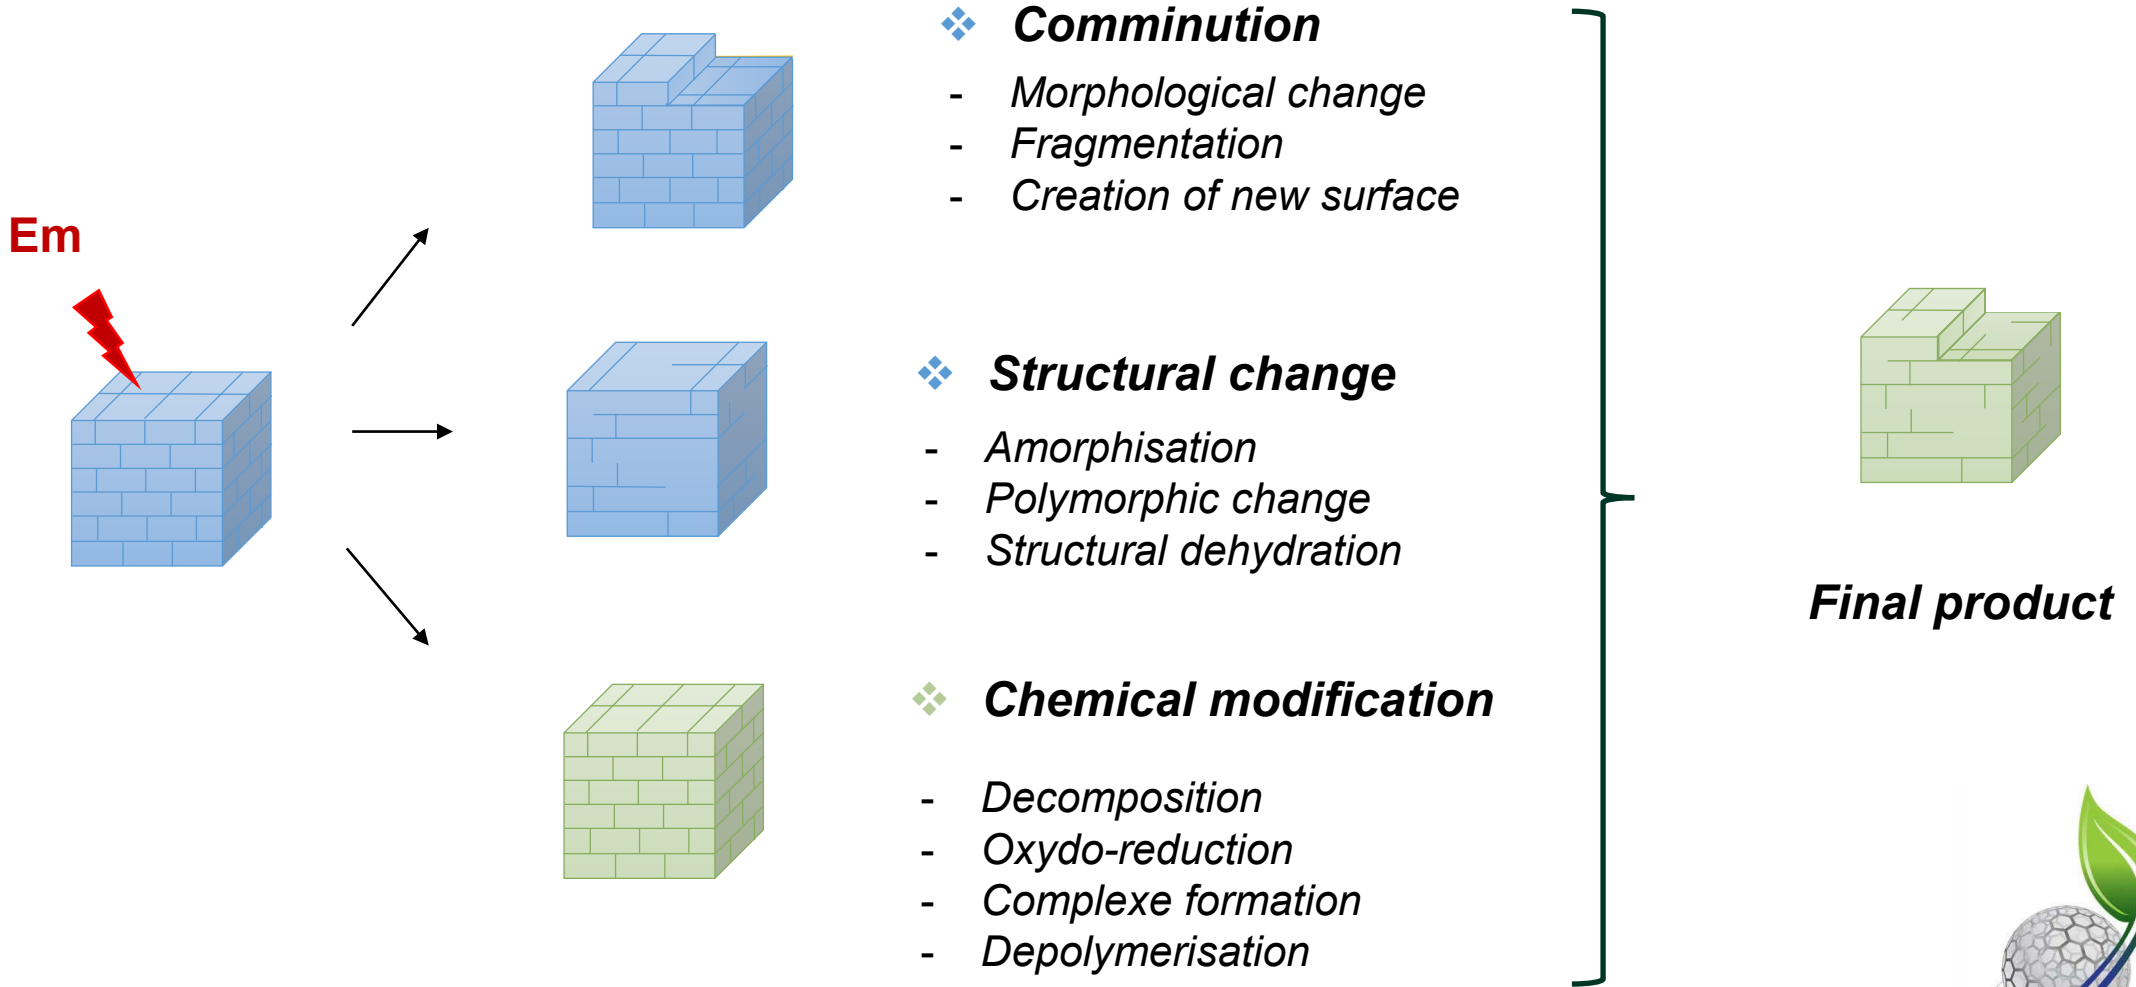 Em
Comminution
- Morphological change
- Fragmentation
- Creation of new surface
Structural change
- Amorphisation
- Polymorphic change
- Structural dehydration
Chemical modification
- Decomposition
- Oxydo-reduction
- Complexe formation
- Depolymerisation
Final product